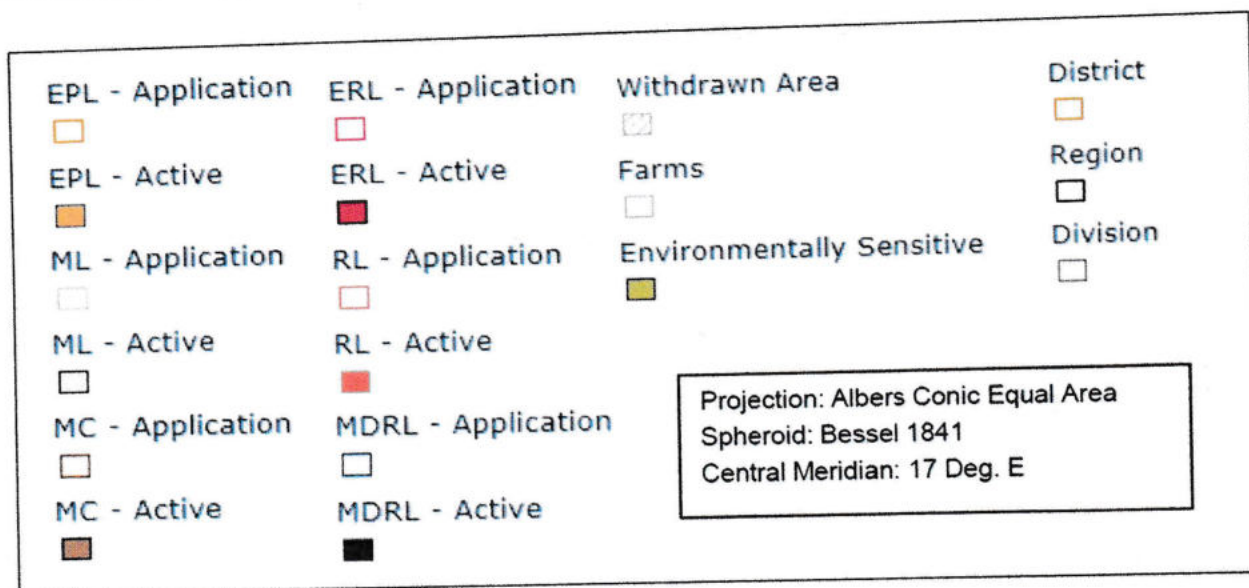 EPL - Application
EPL - Active
ML - Application
ML - Active
MC - Application
MC - Active
ERL - Application
ERL - Active
RL - Application
RL - Active
MDRL - Application
MDRL - Active
Withdrawn Area
Farms
Environmentally Sensitive
District
Region
Division
Projection: Albers Conic Equal Area
Spheroid: Bessel 1841
Central Meridian: 17 Deg. E